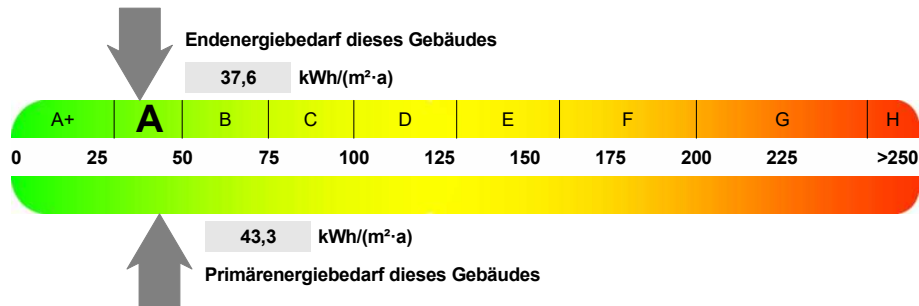 Endenergiebedarf dieses Gebäudes
37,6 kWh/(m²·a)
A+ A B C D E F G H
0 25 50 75 100 125 150 175 200 225 >250
43,3 kWh/(m²·a)
Primärenergiebedarf dieses Gebäudes